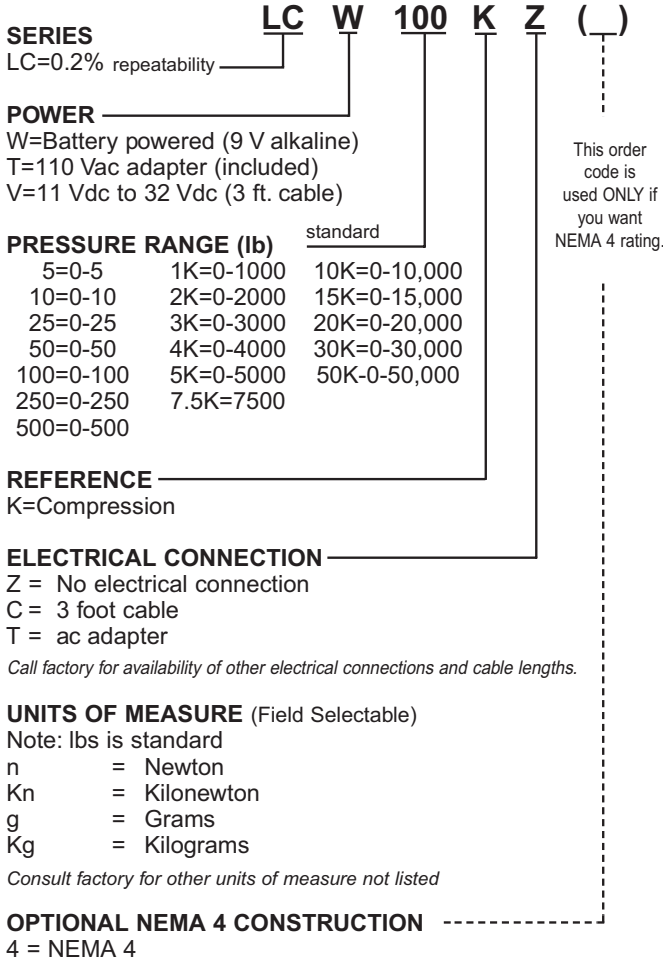 LC W 100 K Z (_)
SERIES
LC=0.2% repeatability
POWER
W=Battery powered (9 V alkaline)
T=110 Vac adapter (included)
V=11 Vdc to 32 Vdc (3 ft. cable)
This order
code is
used ONLY if
you want
NEMA 4 rating.
PRESSURE RANGE (lb) standard
5=0-5 1K=0-1000 10K=0-10,000
10=0-10 2K=0-2000 15K=0-15,000
25=0-25 3K=0-3000 20K=0-20,000
50=0-50 4K=0-4000 30K=0-30,000
100=0-100 5K=0-5000 50K-0-50,000
250=0-250 7.5K=7500
500=0-500
REFERENCE
K=Compression
ELECTRICAL CONNECTION
Z = No electrical connection
C = 3 foot cable
T = ac adapter
Call factory for availability of other electrical connections and cable lengths.
UNITS OF MEASURE (Field Selectable)
Note: lbs is standard
n = Newton
Kn = Kilonewton
g = Grams
Kg = Kilograms
Consult factory for other units of measure not listed
OPTIONAL NEMA 4 CONSTRUCTION
4 = NEMA 4